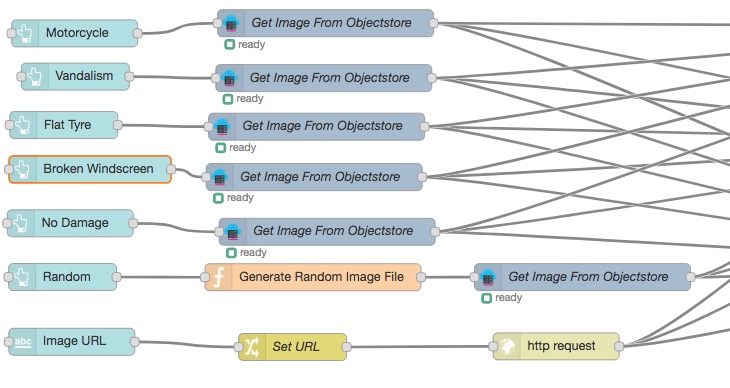 Motorcycle
Get Image From Objectstore
ready
Vandalism
Get Image From Objectstore
ready
Flat Tyre
Get Image From Objectstore
ready
Broken Windscreen
Get Image From Objectstore
ready
No Damage
Get Image From Objectstore
ready
Random
Generate Random Image File
Get Image From Objectstore
ready
abc
Image URL
Set URL
http request